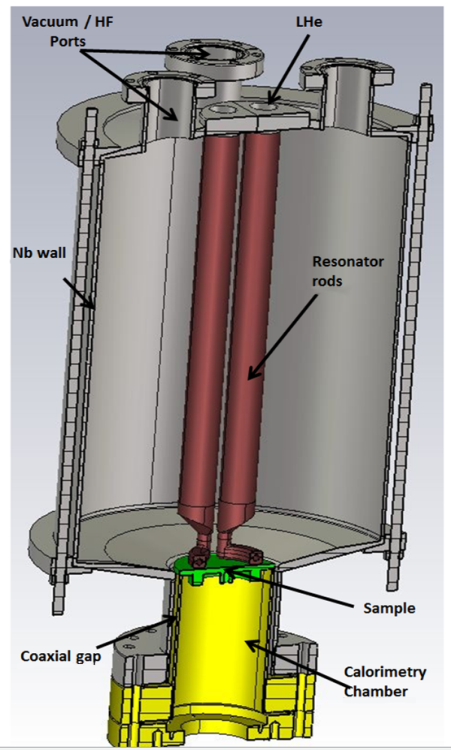 Vacuum / HF
Ports
LHe
Nb wall
Resonator
rods
Sample
Coaxial gap
Calorimetry
Chamber